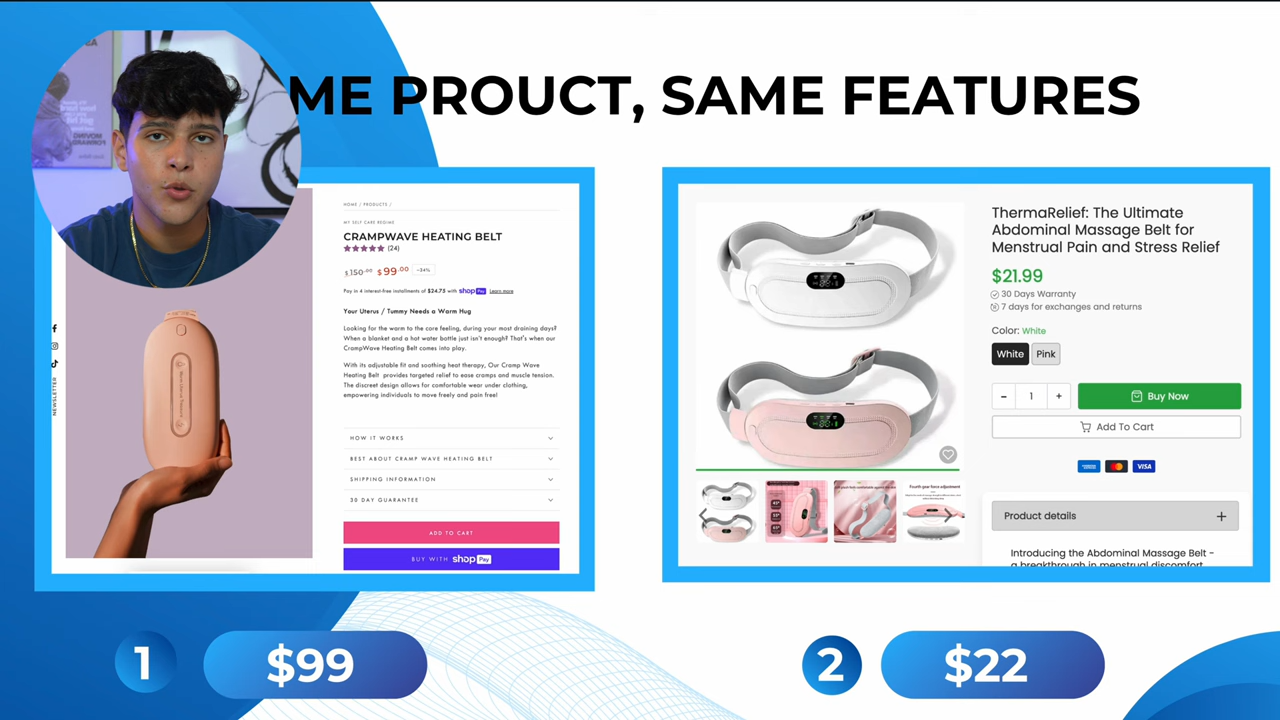 ME PROUCT, SAME FEATURES
HOME / PRODUCTS /
MY SELF CARE REGIME
CRAMPWAVE HEATING BELT
(24)
$150.00 $99.00 -34%
Pay in 4 interest-free installments of $24.75 with shop Pay Learn more
Your Uterus / Tummy Needs a Warm Hug
Looking for the warm to the core feeling, during your most draining days?
When a blanket and a hot water bottle just isn't enough? That's when our
CrampWave Heating Belt comes into play.
With its adjustable fit and soothing heat therapy, Our Cramp Wave
Heating Belt provides targeted relief to ease cramps and muscle tension.
The discreet design allows for comfortable wear under clothing,
empowering individuals to move freely and pain free!
NEWSLETTER
HOW IT WORKS
BEST ABOUT CRAMP WAVE HEATING BELT
SHIPPING INFORMATION
30 DAY GUARANTEE
ADD TO CART
BUY WITH shop Pay
ThermaRelief: The Ultimate
Abdominal Massage Belt for
Menstrual Pain and Stress Relief
$21.99
30 Days Warranty
7 days for exchanges and returns
Color: White
White Pink
- 1 + Buy Now
Add To Cart
VISA
Fourth gear force adjustment
Product details +
Introducing the Abdominal Massage Belt -
a breakthrough in menstrual discomfort
1 $99
2 $22